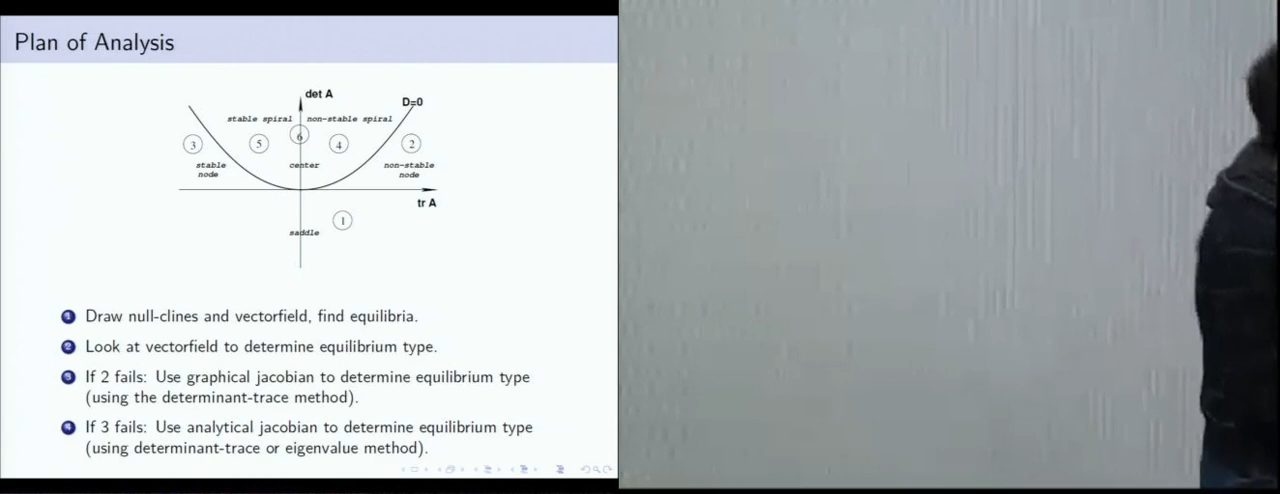 Plan of Analysis
det A
D=0
stable spiral
non-stable spiral
6
3
5
4
2
stable
node
center
non-stable
node
tr A
1
saddle
1 Draw null-clines and vectorfield, find equilibria.
2 Look at vectorfield to determine equilibrium type.
3 If 2 fails: Use graphical jacobian to determine equilibrium type
(using the determinant-trace method).
4 If 3 fails: Use analytical jacobian to determine equilibrium type
(using determinant-trace or eigenvalue method).